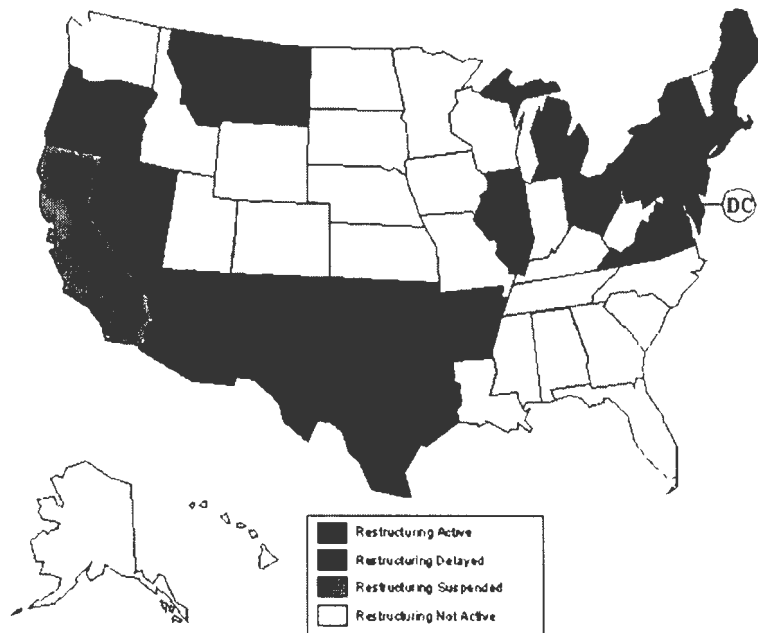 DC
Restructuring Active
Restructuring Delayed
Restructuring Suspended
Restructuring Not Active